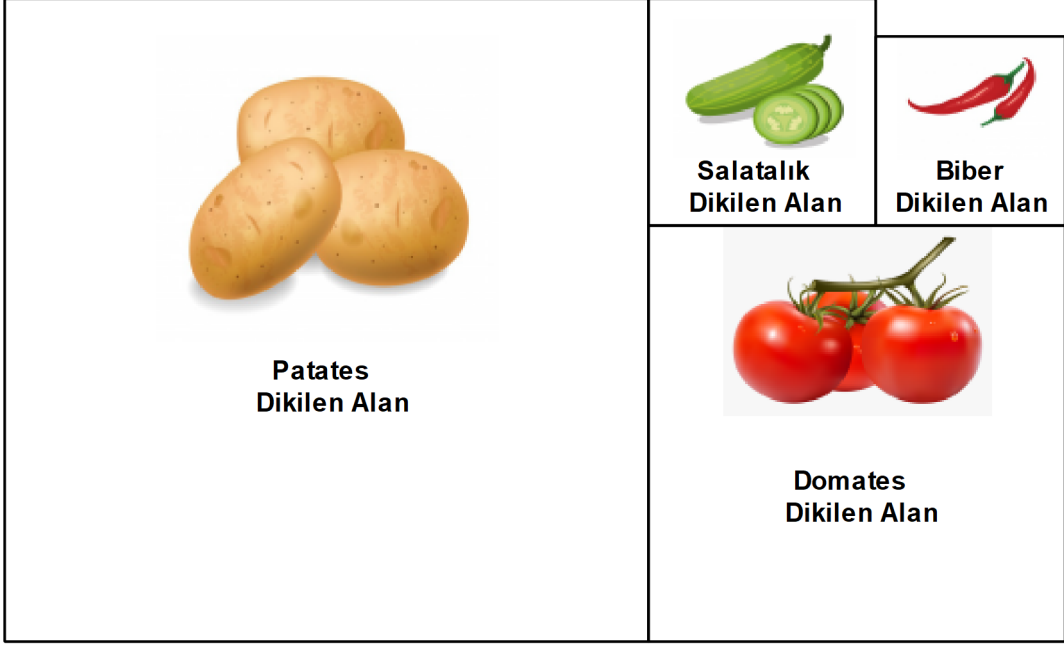 Patates
Dikilen Alan
Salatalık
Dikilen Alan
Biber
Dikilen Alan
Domates
Dikilen Alan